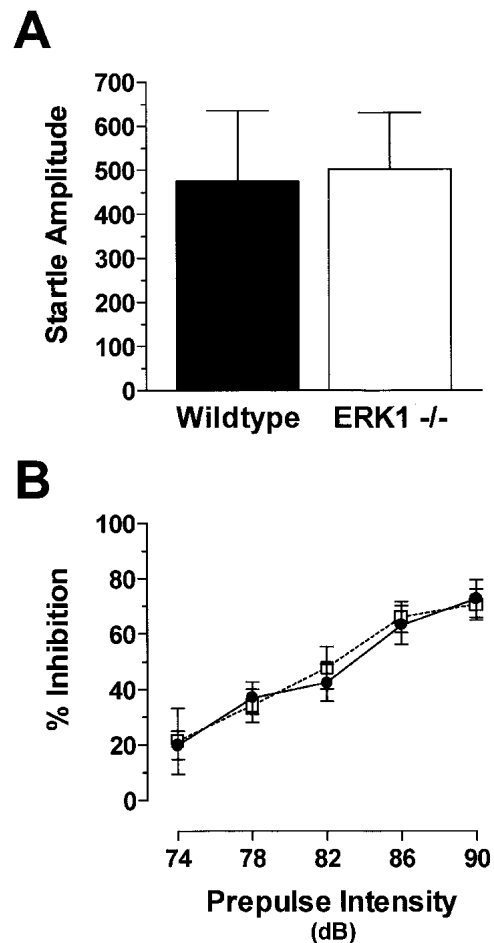 A
700
600
500
400
300
200
100
0
Startle Amplitude
Wildtype ERK1 -/-
B
100
80
60
40
20
0
% Inhibition
74 78 82 86 90
Prepulse Intensity
(dB)